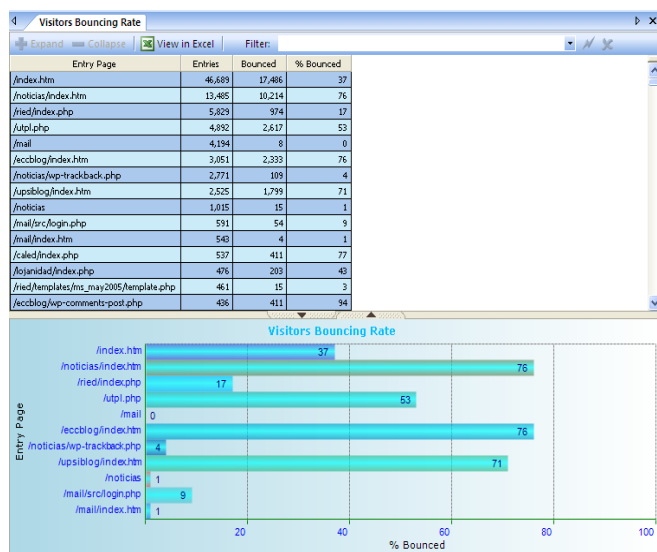 Visitors Bouncing Rate
Expand Collapse View in Excel Filter:
Entry Page Entries Bounced % Bounced
/index.htm 46,689 17,486 37
/noticias/index.htm 13,485 10,214 76
/ried/index.php 5,829 974 17
/utpl.php 4,892 2,617 53
/mail 4,194 8 0
/eccblog/index.htm 3,051 2,333 76
/noticias/wp-trackback.php 2,771 109 4
/upsiblog/index.htm 2,525 1,799 71
/noticias 1,015 15 1
/mail/src/login.php 591 54 9
/mail/index.htm 543 4 1
/caled/index.php 537 411 77
/lojanidad/index.php 476 203 43
/ried/templates/ms_may2005/template.php 461 15 3
/eccblog/wp-comments-post.php 436 411 94
Visitors Bouncing Rate
Entry Page
/index.htm 37
/noticias/index.htm 76
/ried/index.php 17
/utpl.php 53
/mail 0
/eccblog/index.htm 76
/noticias/wp-trackback.php 4
/upsiblog/index.htm 71
/noticias 1
/mail/src/login.php 9
/mail/index.htm 1
20 40 60 80 100
% Bounced